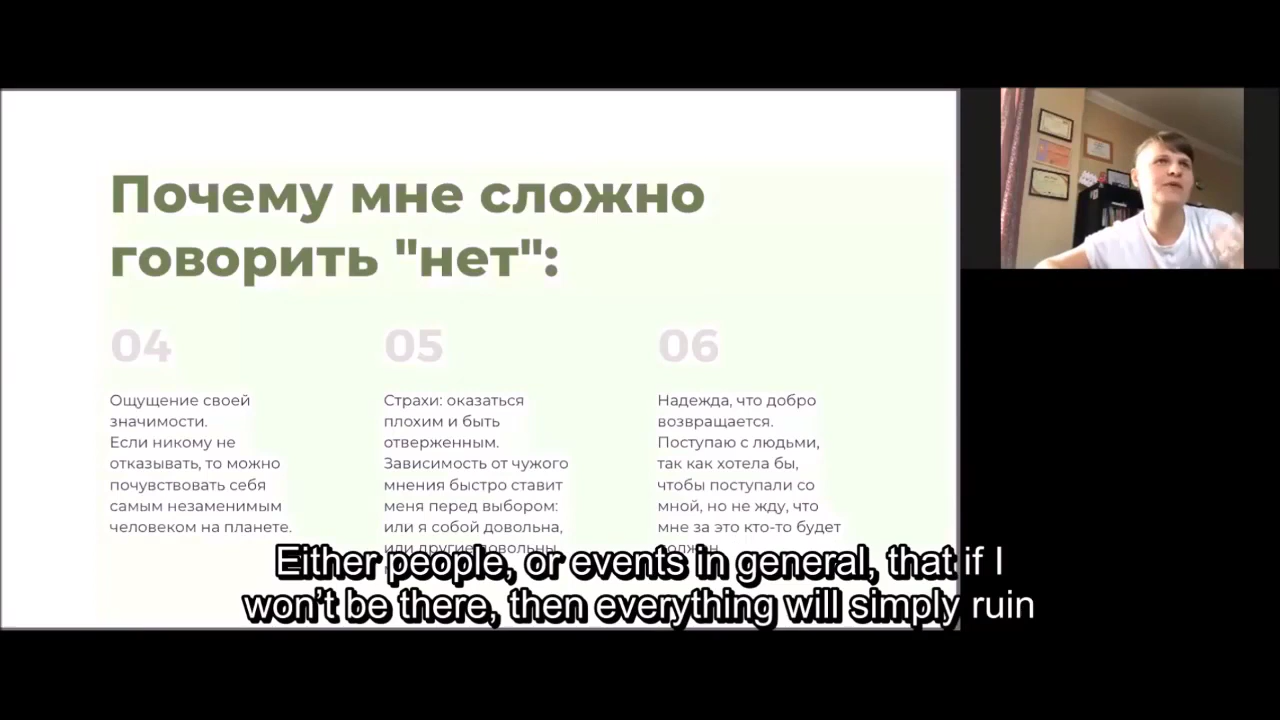 Почему мне сложно
говорить "нет":
04
Ощущение своей
значимости.
Если никому не
отказывать, то можно
почувствовать себя
самым незаменимым
человеком на планете.
05
Страхи: оказаться
плохим и быть
отверженным.
Зависимость от чужого
мнения быстро ставит
меня перед выбором:
или я собой довольна,
или другие довольны
06
Надежда, что добро
возвращается.
Поступаю с людьми,
так как хотела бы,
чтобы поступали со
мной, но не жду, что
мне за это кто-то будет
должен.
Either people, or events in general, that if I
won't be there, then everything will simply ruin